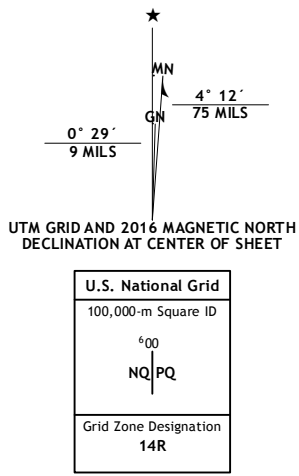 ★
MN
GN
4° 12´
75 MILS
0° 29´
9 MILS
UTM GRID AND 2016 MAGNETIC NORTH
DECLINATION AT CENTER OF SHEET
U.S. National Grid
100,000-m Square ID
⁶00
NQ PQ
Grid Zone Designation
14R